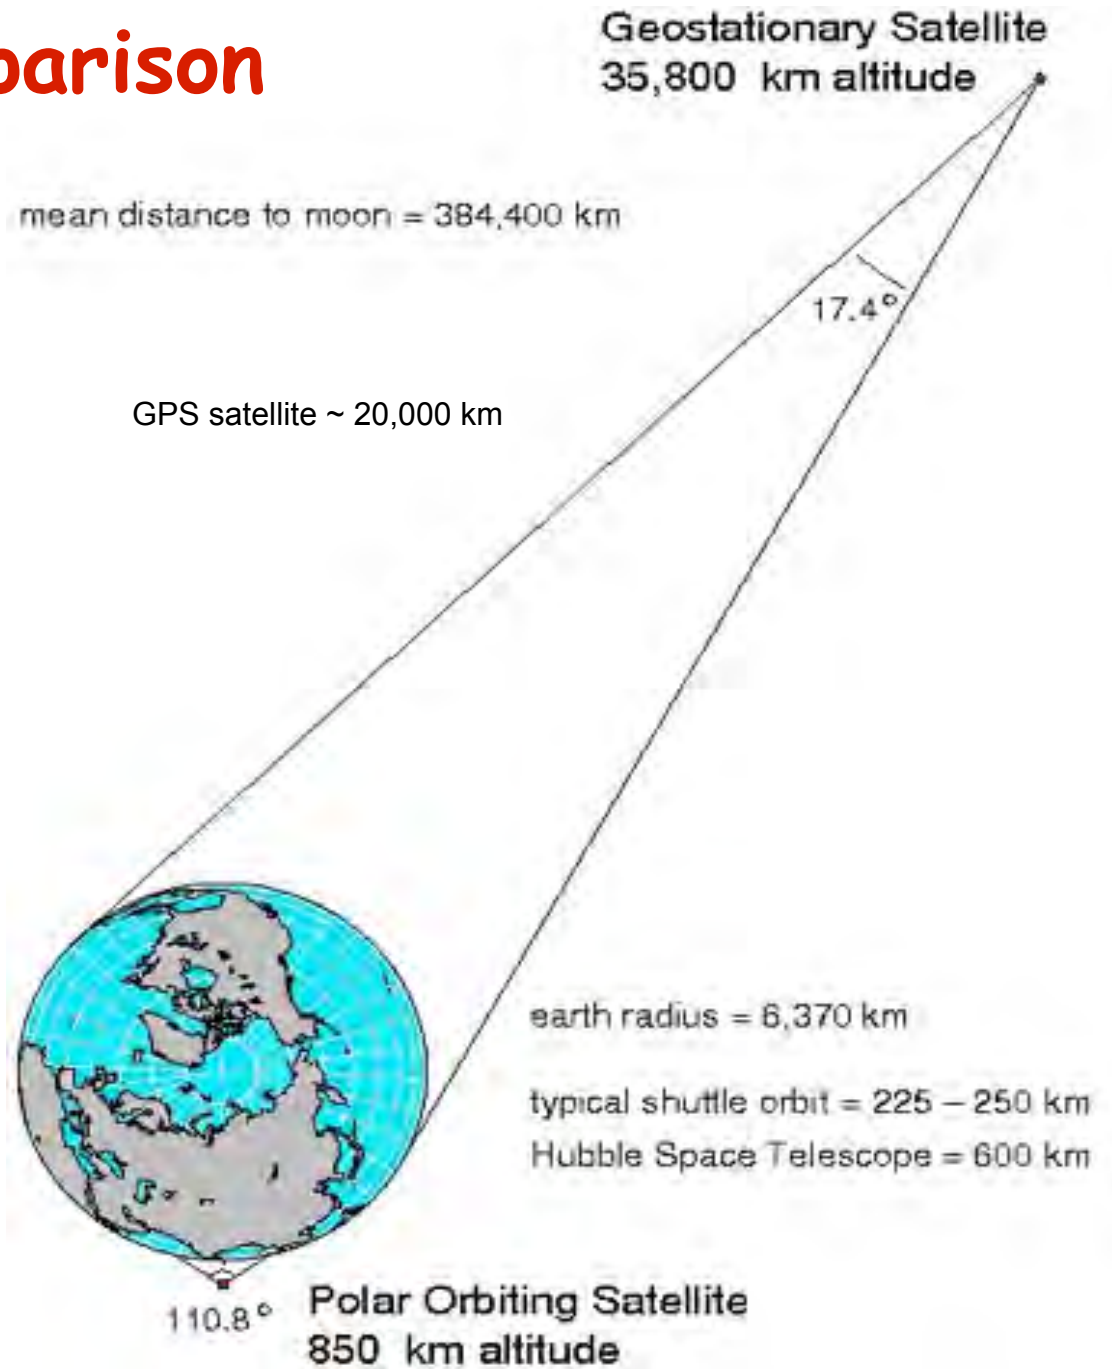 parison
Geostationary Satellite
35,800 km altitude
mean distance to moon = 384,400 km
17.4°
GPS satellite ~ 20,000 km
earth radius = 6,370 km
typical shuttle orbit = 225 – 250 km
Hubble Space Telescope = 600 km
110.8°
Polar Orbiting Satellite
850 km altitude